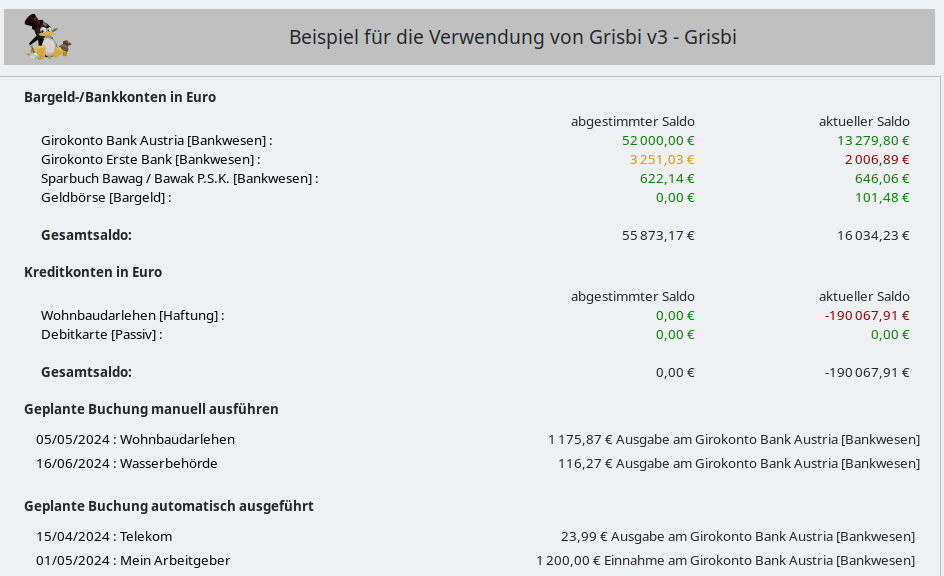 Beispiel für die Verwendung von Grisbi v3 - Grisbi
Bargeld-/Bankkonten in Euro
abgestimmter Saldo aktueller Saldo
Girokonto Bank Austria [Bankwesen] : 52 000,00 € 13 279,80 €
Girokonto Erste Bank [Bankwesen] : 3 251,03 € 2 006,89 €
Sparbuch Bawag / Bawak P.S.K. [Bankwesen] : 622,14 € 646,06 €
Geldbörse [Bargeld] : 0,00 € 101,48 €
Gesamtsaldo: 55 873,17 € 16 034,23 €
Kreditkonten in Euro
abgestimmter Saldo aktueller Saldo
Wohnbaudarlehen [Haftung] : 0,00 € -190 067,91 €
Debitkarte [Passiv] : 0,00 € 0,00 €
Gesamtsaldo: 0,00 € -190 067,91 €
Geplante Buchung manuell ausführen
05/05/2024 : Wohnbaudarlehen 1 175,87 € Ausgabe am Girokonto Bank Austria [Bankwesen]
16/06/2024 : Wasserbehörde 116,27 € Ausgabe am Girokonto Bank Austria [Bankwesen]
Geplante Buchung automatisch ausgeführt
15/04/2024 : Telekom 23,99 € Ausgabe am Girokonto Bank Austria [Bankwesen]
01/05/2024 : Mein Arbeitgeber 1 200,00 € Einnahme am Girokonto Bank Austria [Bankwesen]